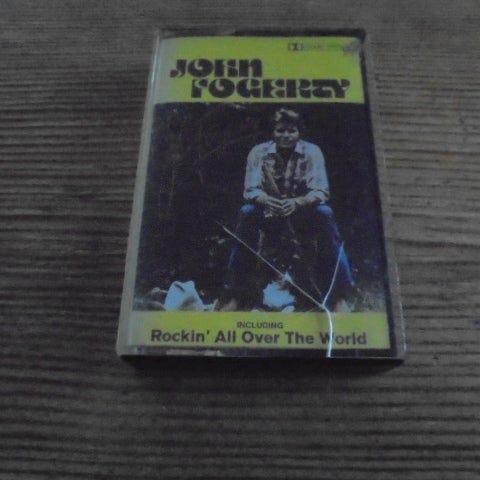 JOHN
FOGERTY
INCLUDING
Rockin' All Over The World